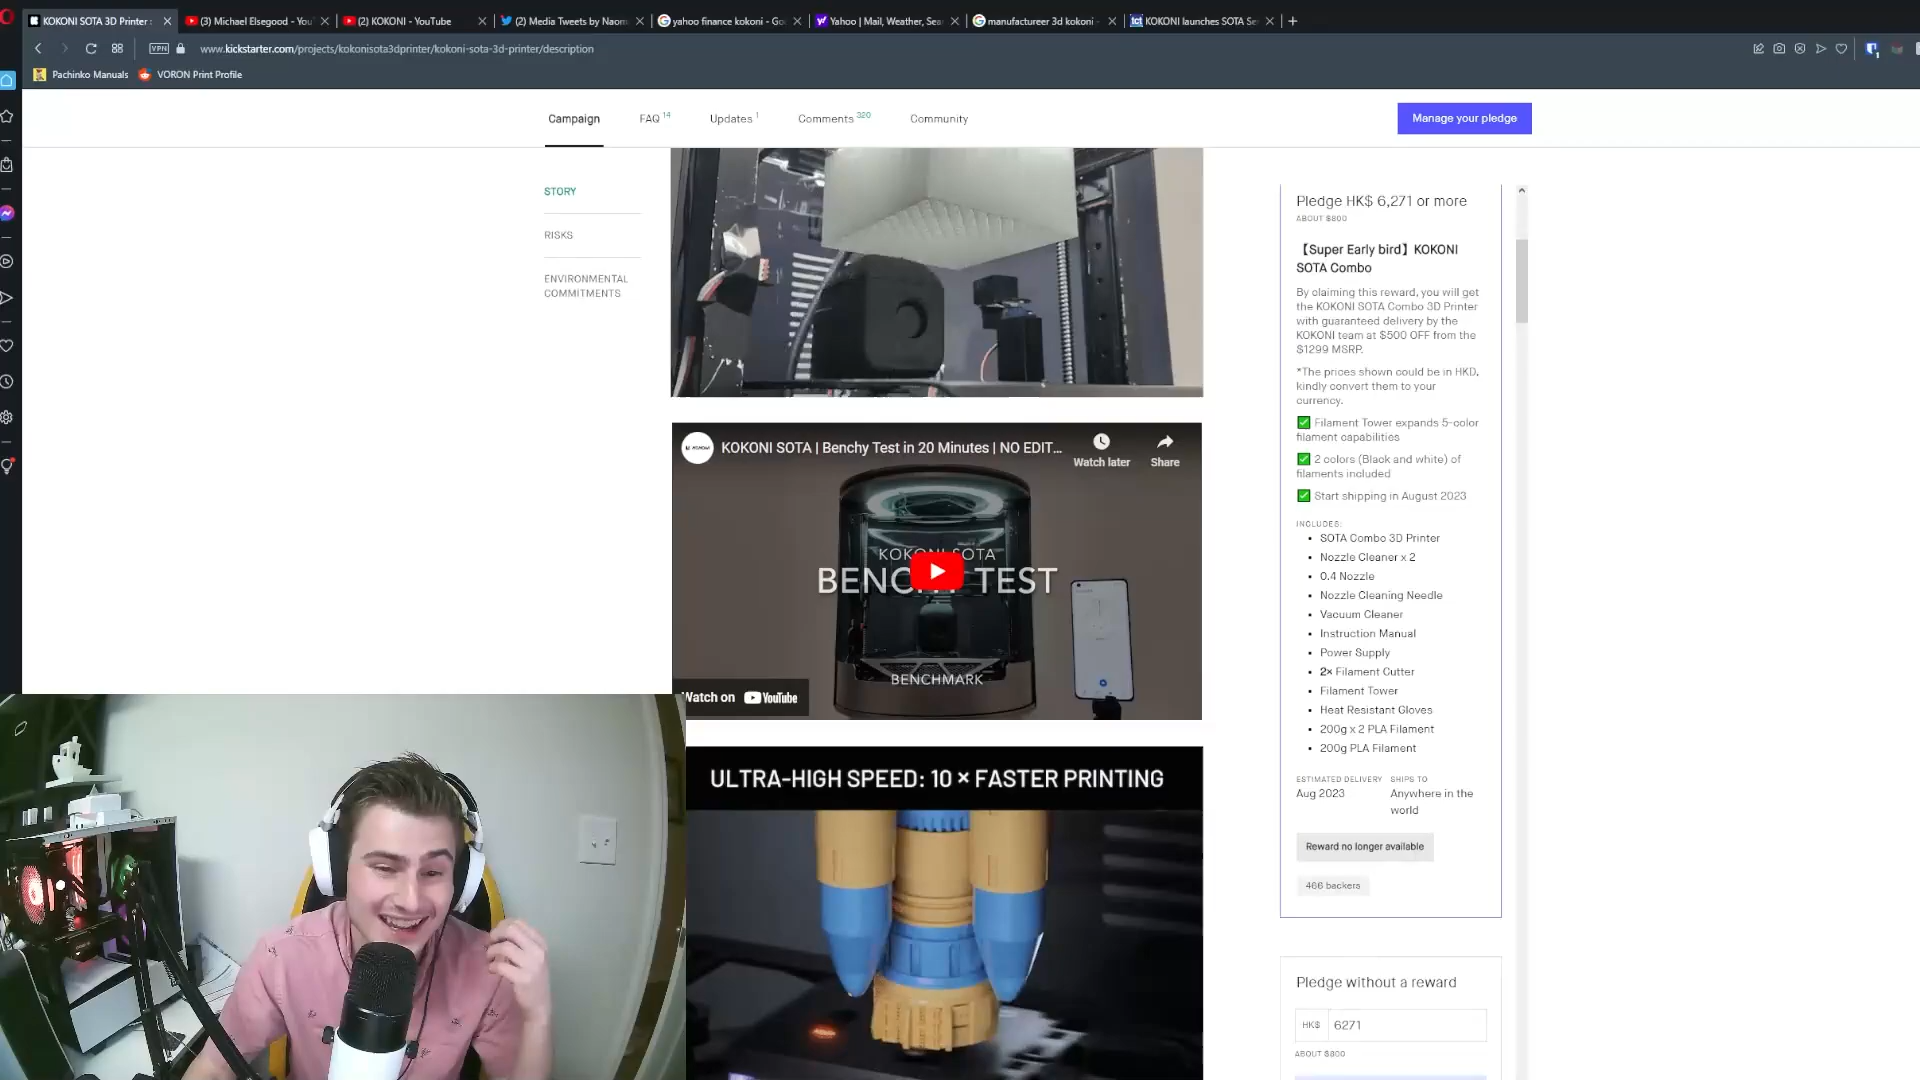 KOKONI SOTA 3D Printer :
(3) Michael Elsegood - You
(2) KOKONI - YouTube
(2) Media Tweets by Naom
yahoo finance kokoni - Go
Yahoo | Mail, Weather, Sea
manufactureer 3d kokoni -
KOKONI launches SOTA Se
VPN
www.kickstarter.com/projects/kokonisota3dprinter/kokoni-sota-3d-printer/description
Pachinko Manuals
VORON Print Profile
Campaign
FAQ 14
Updates 1
Comments 320
Community
Manage your pledge
STORY
RISKS
ENVIRONMENTAL
COMMITMENTS
KOKONI SOTA | Benchy Test in 20 Minutes | NO EDIT...
Watch later
Share
KOKONI SOTA
BENCHY TEST
BENCHMARK
Watch on YouTube
ULTRA-HIGH SPEED: 10 × FASTER PRINTING
Pledge HK$ 6,271 or more
ABOUT $800
【Super Early bird】KOKONI
SOTA Combo
By claiming this reward, you will get
the KOKONI SOTA Combo 3D Printer
with guaranteed delivery by the
KOKONI team at $500 OFF from the
$1299 MSRP.
*The prices shown could be in HKD,
kindly convert them to your
currency.
✅ Filament Tower expands 5-color
filament capabilities
✅ 2 colors (Black and white) of
filaments included
✅ Start shipping in August 2023
INCLUDES:
• SOTA Combo 3D Printer
• Nozzle Cleaner x 2
• 0.4 Nozzle
• Nozzle Cleaning Needle
• Vacuum Cleaner
• Instruction Manual
• Power Supply
• 2× Filament Cutter
• Filament Tower
• Heat Resistant Gloves
• 200g x 2 PLA Filament
• 200g PLA Filament
ESTIMATED DELIVERY SHIPS TO
Aug 2023 Anywhere in the
world
Reward no longer available
466 backers
Pledge without a reward
HK$ 6271
ABOUT $800